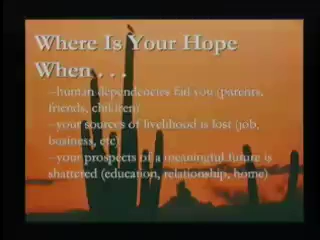 Where Is Your Hope
When . . .
–human dependencies fail you (parents,
friends, children)
–your sources of livelihood is lost (job,
business, etc)
–your prospects of a meaningful future is
shattered (education, relationship, home)